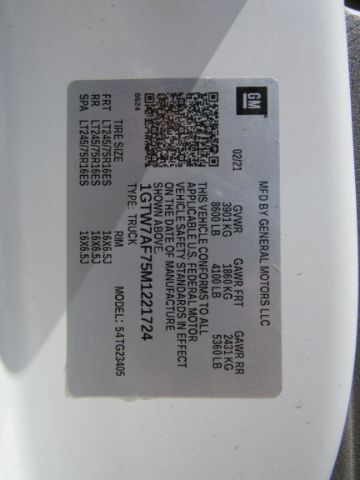 GM
MFD BY GENERAL MOTORS LLC
02/21 GVWR GAWR FRT GAWR RR
3901 KG 1860 KG 2431 KG
8600 LB 4100 LB 5360 LB
THIS VEHICLE CONFORMS TO ALL
APPLICABLE U.S. FEDERAL MOTOR
VEHICLE SAFETY STANDARDS IN EFFECT
ON THE DATE OF MANUFACTURE
SHOWN ABOVE.
1GTW7AF75M1221724
8624 TYPE: TRUCK MODEL: 54TG23405
TIRE SIZE RIM
FRT LT245/75R16ES 16X6.5J
RR LT245/75R16ES 16X6.5J
SPA LT245/75R16ES 16X6.5J